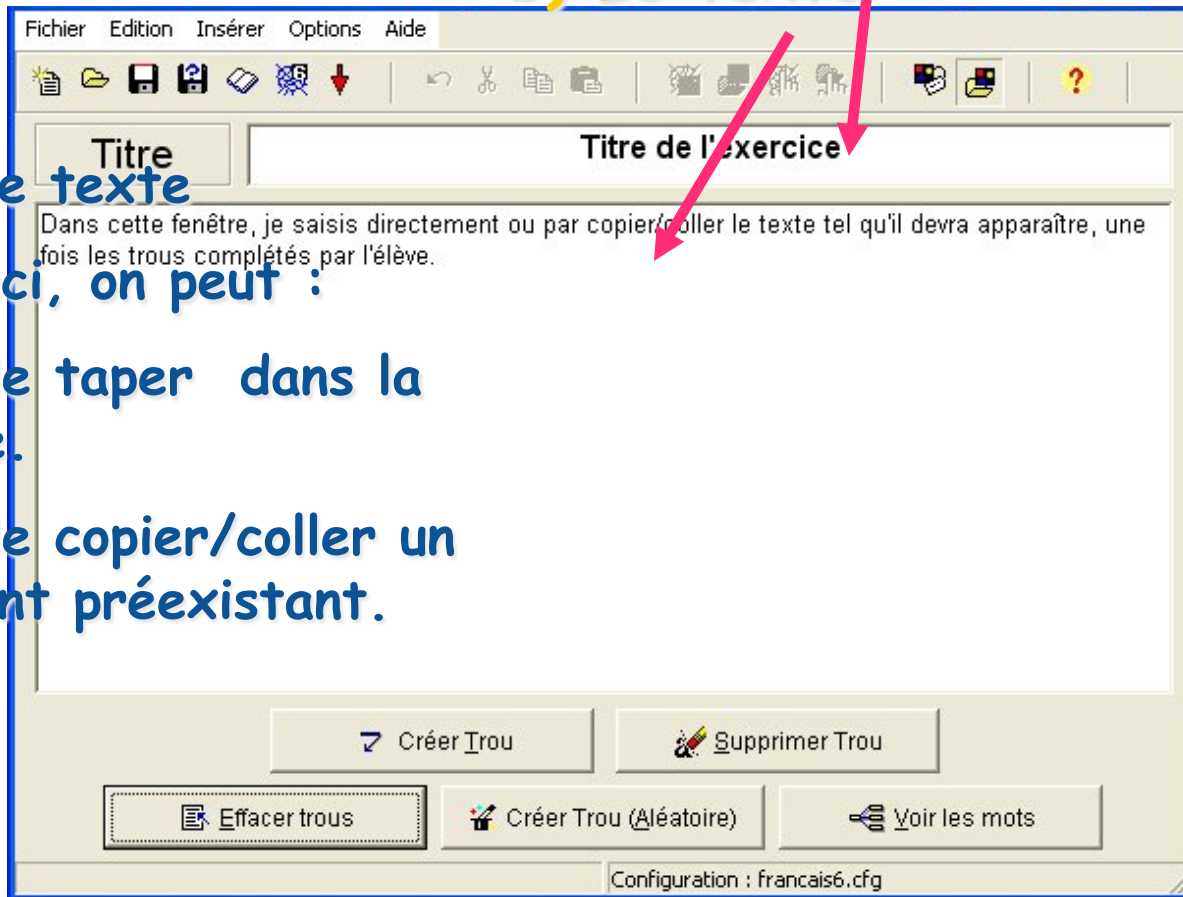 Fichier Edition Insérer Options Aide
Titre
Titre de l'exercice
e texte
Dans cette fenêtre, je saisis directement ou par copier/coller le texte tel qu'il devra apparaître, une
fois les trous complétés par l'élève.
ci, on peut :
e taper dans la
e copier/coller un
nt préexistant.
Créer Trou
Supprimer Trou
Effacer trous
Créer Trou (Aléatoire)
Voir les mots
Configuration : francais6.cfg